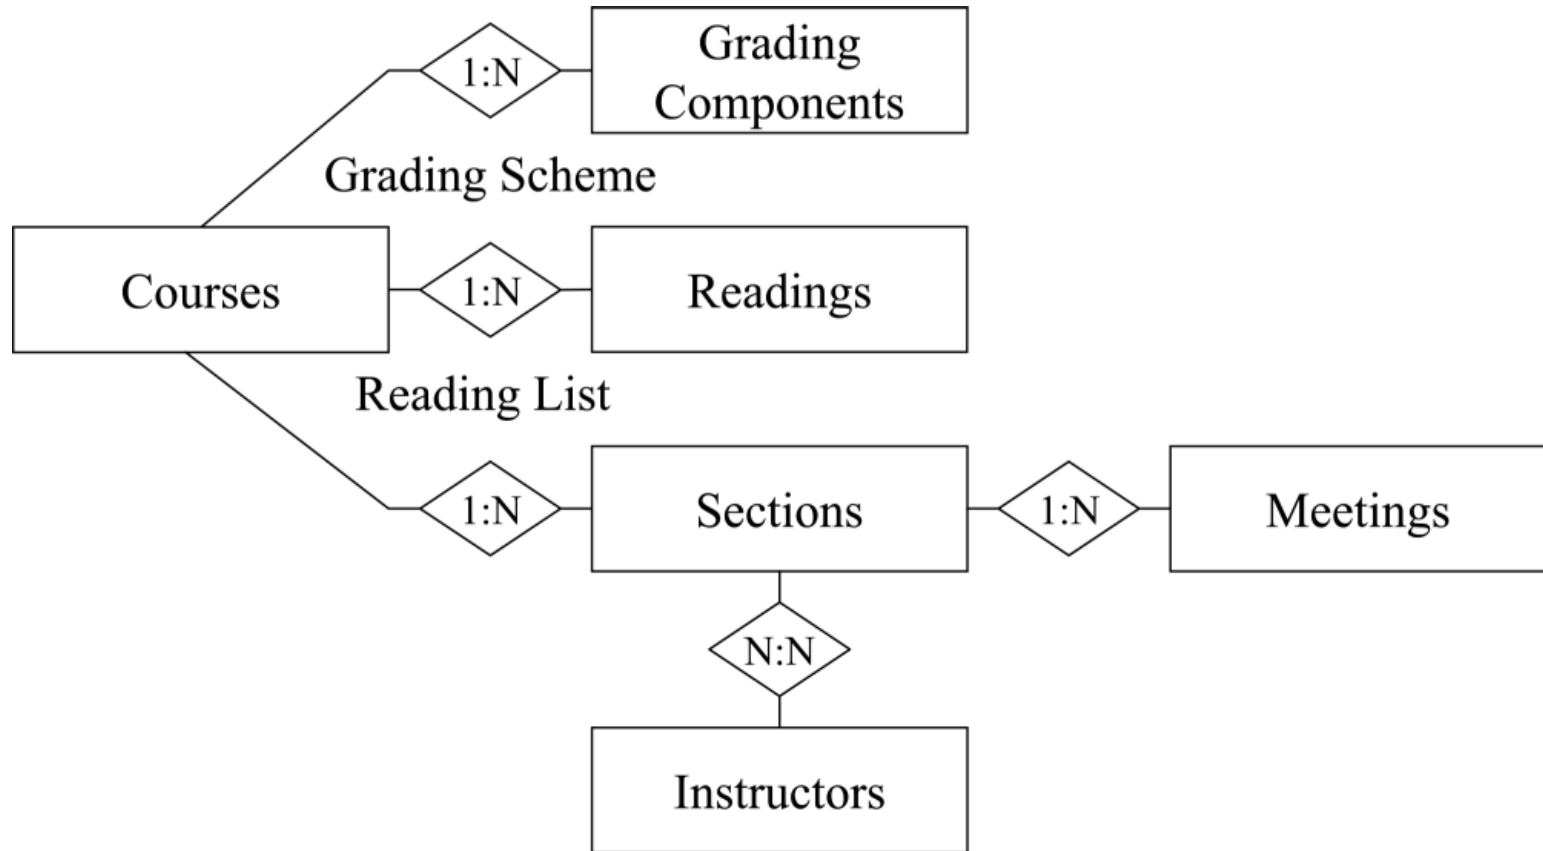 Grading
Components
1:N
Grading Scheme
Courses
1:N
Readings
Reading List
1:N
Sections
1:N
Meetings
N:N
Instructors